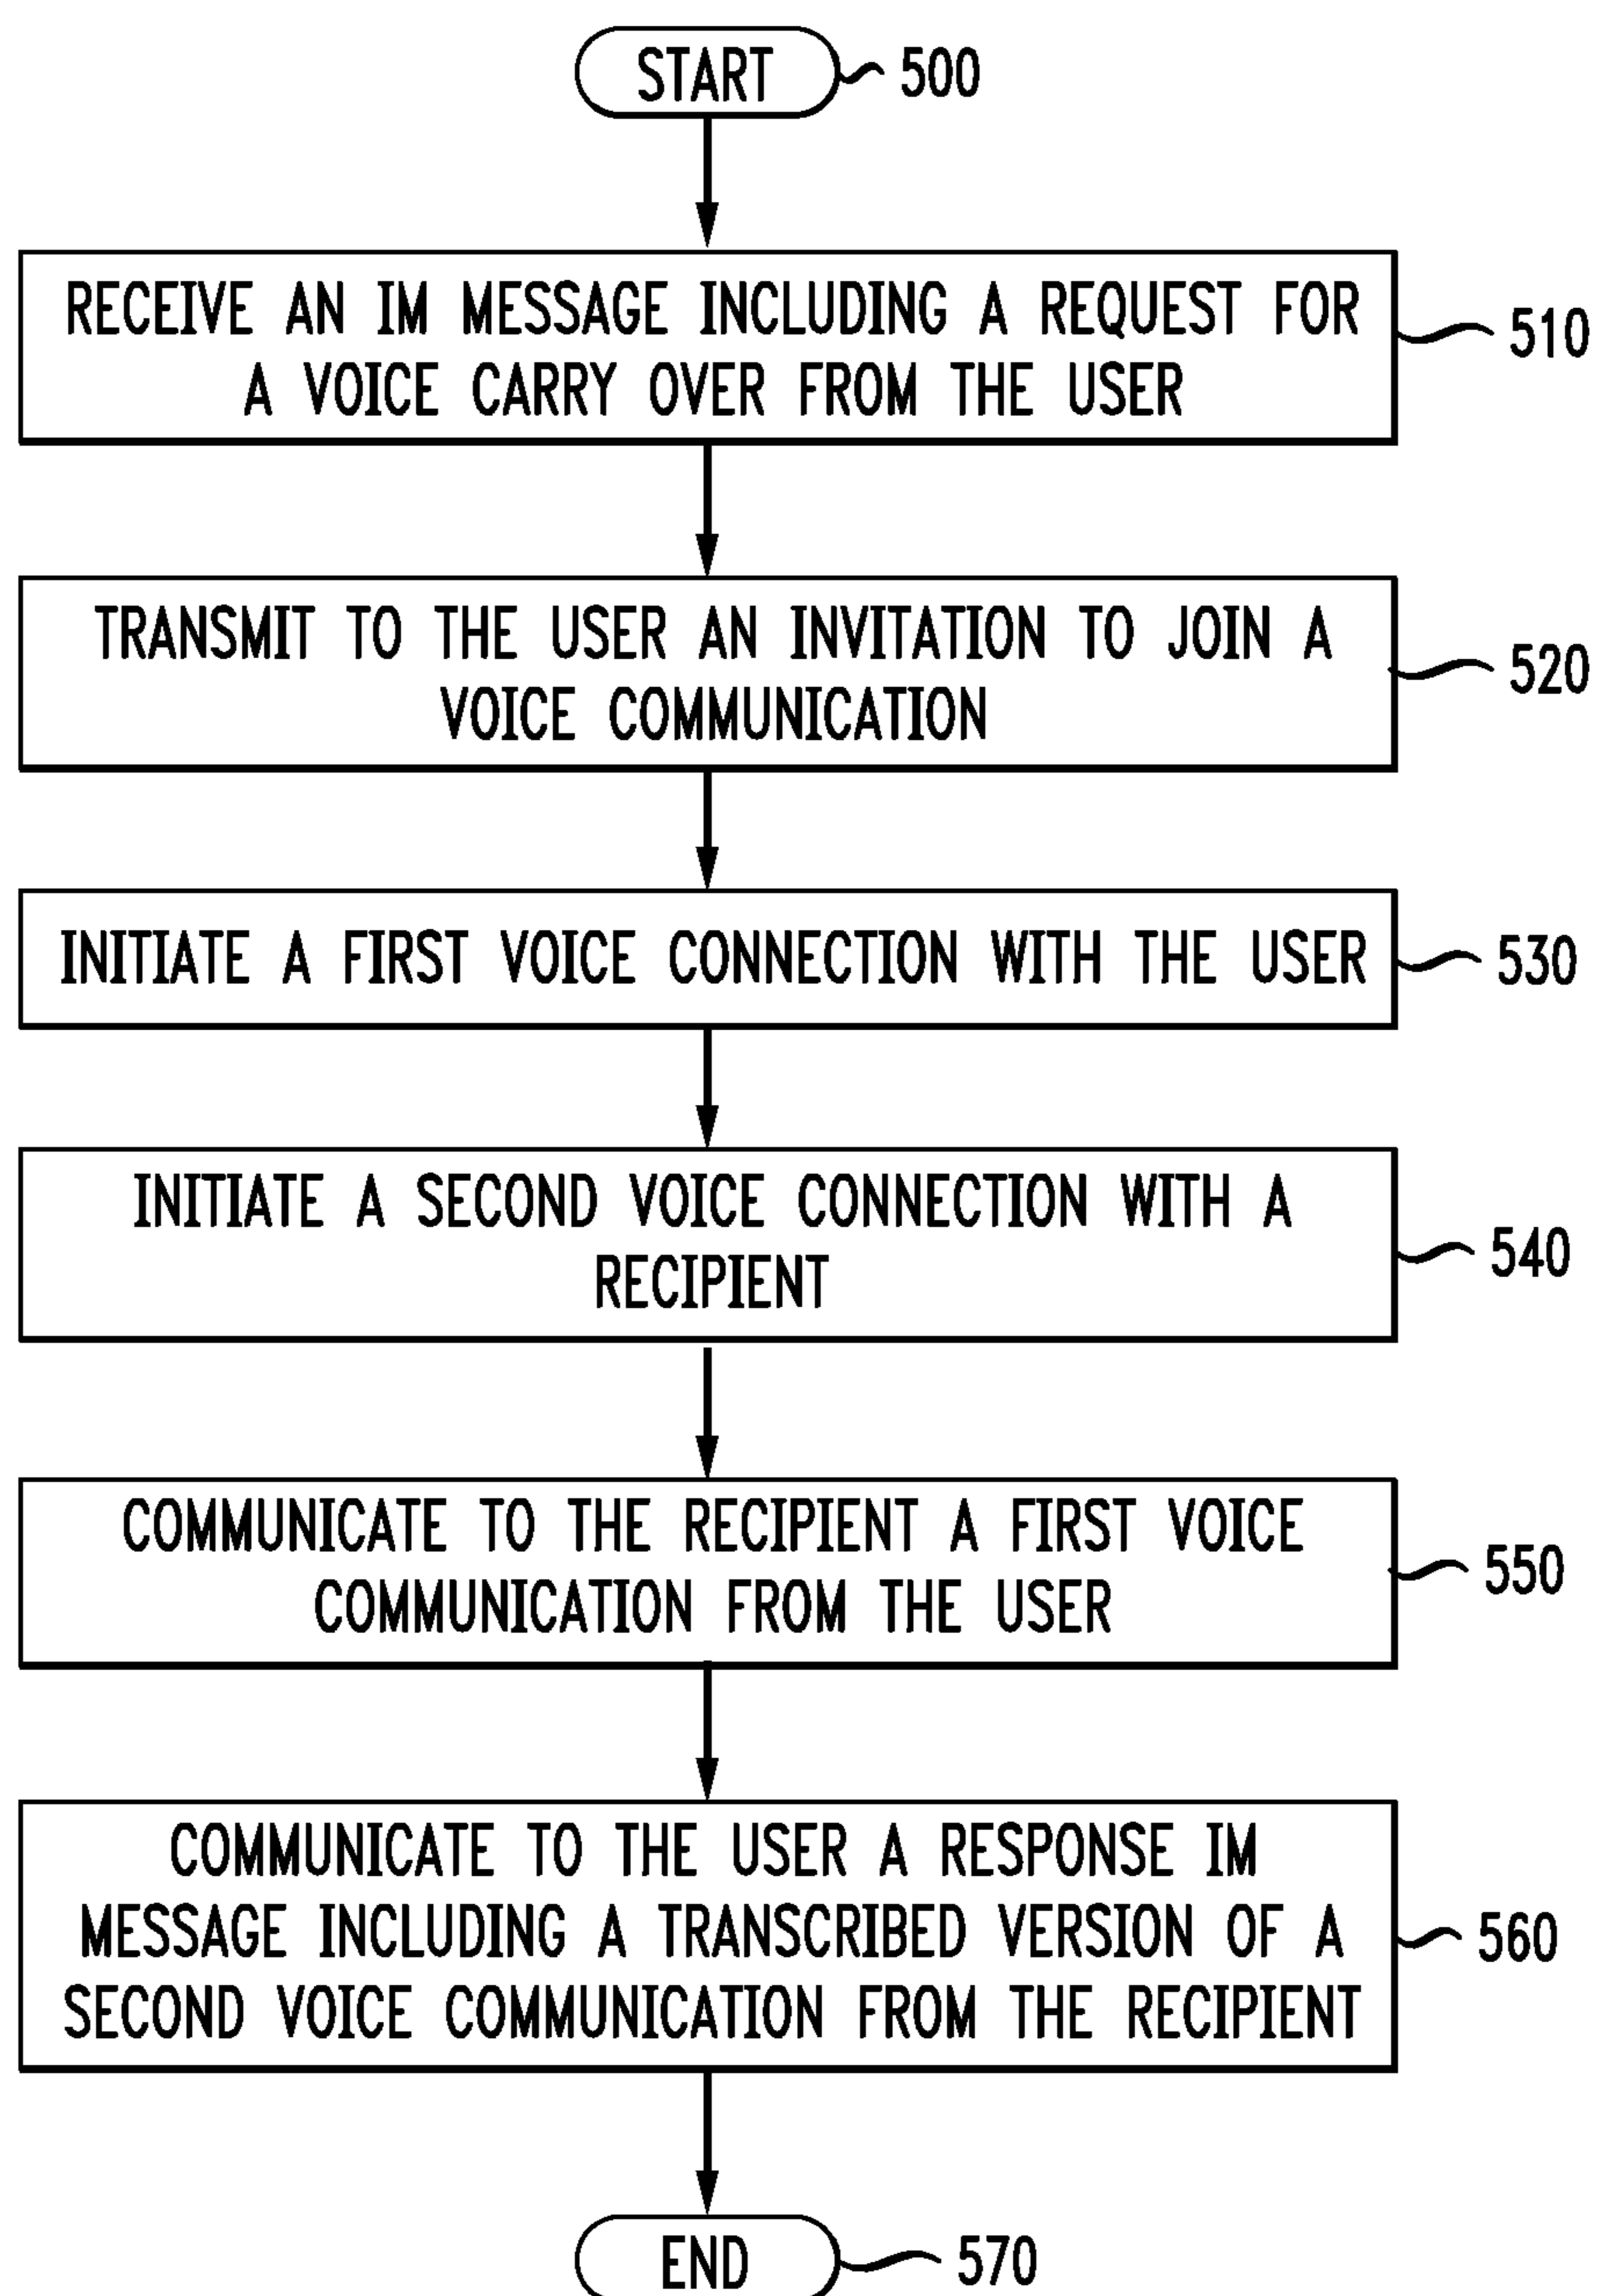 START 500
RECEIVE AN IM MESSAGE INCLUDING A REQUEST FOR
A VOICE CARRY OVER FROM THE USER
510
TRANSMIT TO THE USER AN INVITATION TO JOIN A
VOICE COMMUNICATION
520
INITIATE A FIRST VOICE CONNECTION WITH THE USER 530
INITIATE A SECOND VOICE CONNECTION WITH A
RECIPIENT
540
COMMUNICATE TO THE RECIPIENT A FIRST VOICE
COMMUNICATION FROM THE USER
550
COMMUNICATE TO THE USER A RESPONSE IM
MESSAGE INCLUDING A TRANSCRIBED VERSION OF A
SECOND VOICE COMMUNICATION FROM THE RECIPIENT
560
END 570